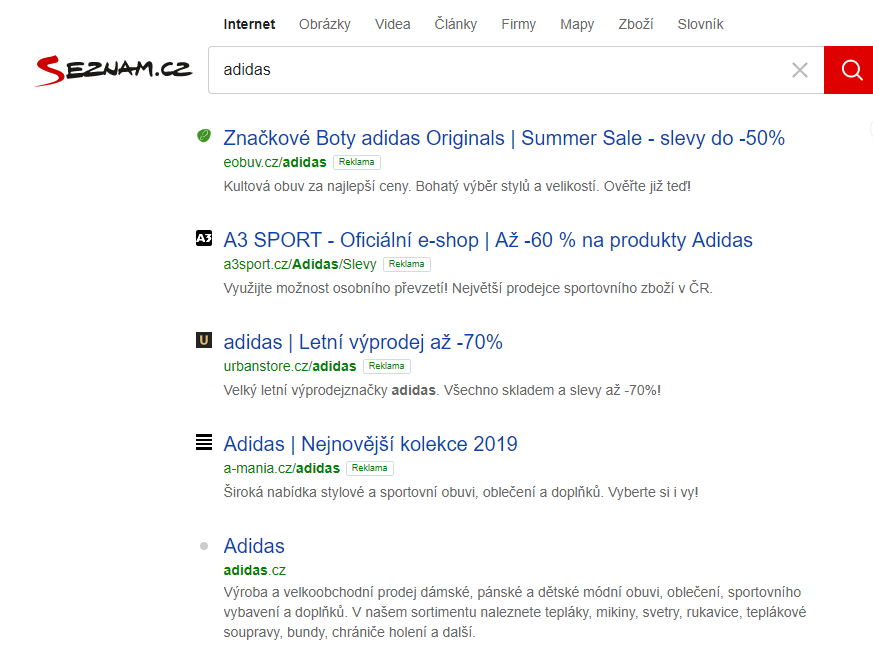 Internet Obrázky Videa Články Firmy Mapy Zboží Slovník
SEZNAM.CZ adidas
Značkové Boty adidas Originals | Summer Sale - slevy do -50%
eobuv.cz/adidas Reklama
Kultová obuv za najlepší ceny. Bohatý výběr stylů a velikostí. Ověřte již teď!
A3 A3 SPORT - Oficiální e-shop | Až -60 % na produkty Adidas
a3sport.cz/Adidas/Slevy Reklama
Využijte možnost osobního převzetí! Největší prodejce sportovního zboží v ČR.
U adidas | Letní výprodej až -70%
urbanstore.cz/adidas Reklama
Velký letní výprodejznačky adidas. Všechno skladem a slevy až -70%!
Adidas | Nejnovější kolekce 2019
a-mania.cz/adidas Reklama
Široká nabídka stylové a sportovní obuvi, oblečení a doplňků. Vyberte si i vy!
Adidas
adidas.cz
Výroba a velkoobchodní prodej dámské, pánské a dětské módní obuvi, oblečení, sportovního
vybavení a doplňků. V našem sortimentu naleznete tepláky, mikiny, svetry, rukavice, teplákové
soupravy, bundy, chrániče holení a další.